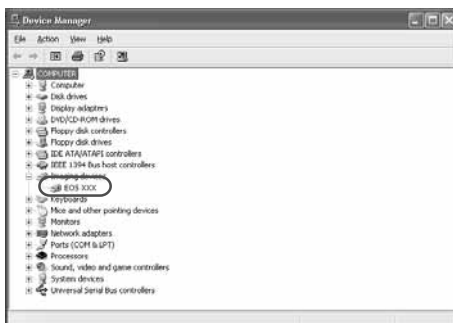 Device Manager
File Action View Help
COMPUTER
Computer
Disk drives
Display adapters
DVD/CD-ROM drives
Floppy disk controllers
Floppy disk drives
IDE ATA/ATAPI controllers
IEEE 1394 Bus host controllers
Imaging devices
EOS XXX
Keyboards
Mice and other pointing devices
Monitors
Network adapters
Ports (COM & LPT)
Processors
Sound, video and game controllers
System devices
Universal Serial Bus controllers